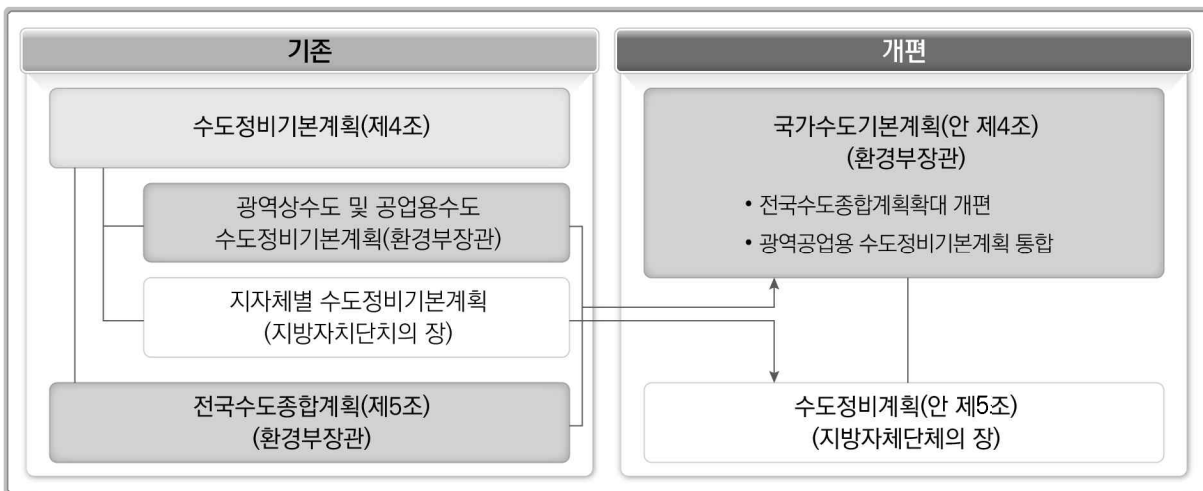 기존
수도정비기본계획(제4조)
광역상수도 및 공업용수도
수도정비기본계획(환경부장관)
지자체별 수도정비기본계획
(지방자치단치의 장)
전국수도종합계획(제5조)
(환경부장관)
개편
국가수도기본계획(안 제4조)
(환경부장관)
• 전국수도종합계획확대 개편
• 광역공업용 수도정비기본계획 통합
수도정비계획(안 제5조)
(지방자체단체의 장)